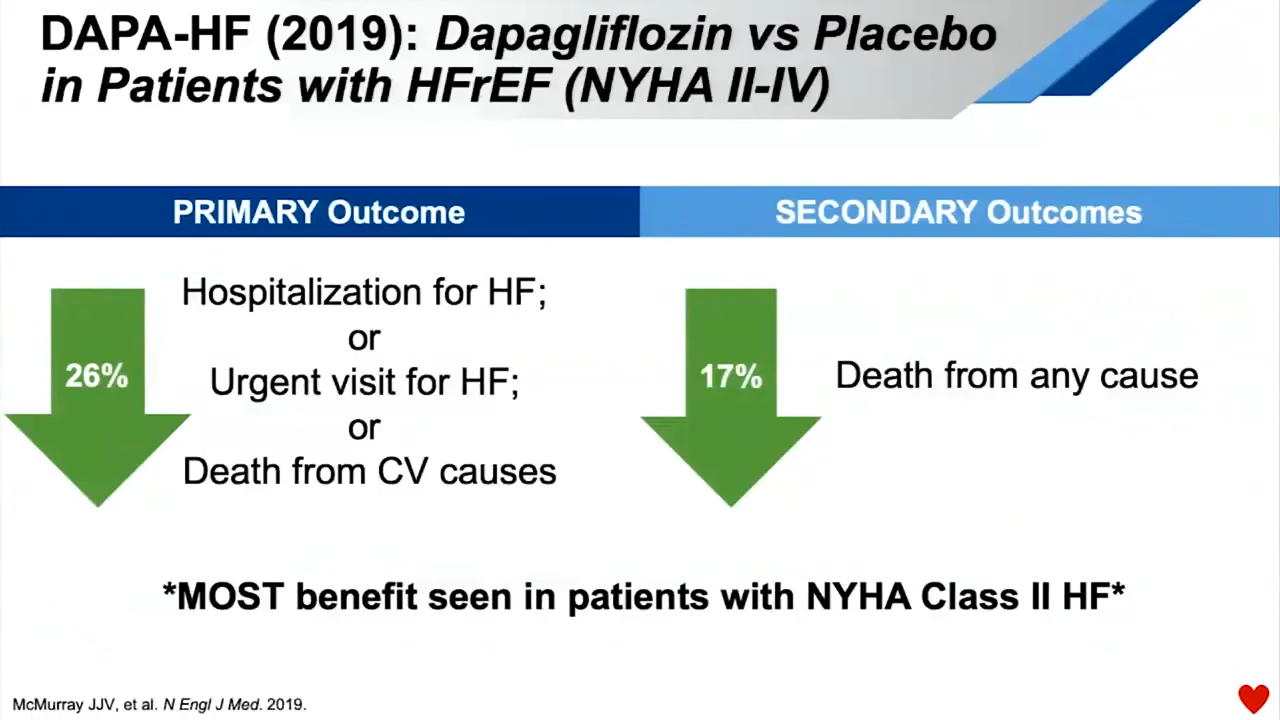 DAPA-HF (2019): Dapagliflozin vs Placebo
in Patients with HFrEF (NYHA II-IV)
PRIMARY Outcome
26%
Hospitalization for HF;
or
Urgent visit for HF;
or
Death from CV causes
SECONDARY Outcomes
17%
Death from any cause
*MOST benefit seen in patients with NYHA Class II HF*
McMurray JJV, et al. N Engl J Med. 2019.